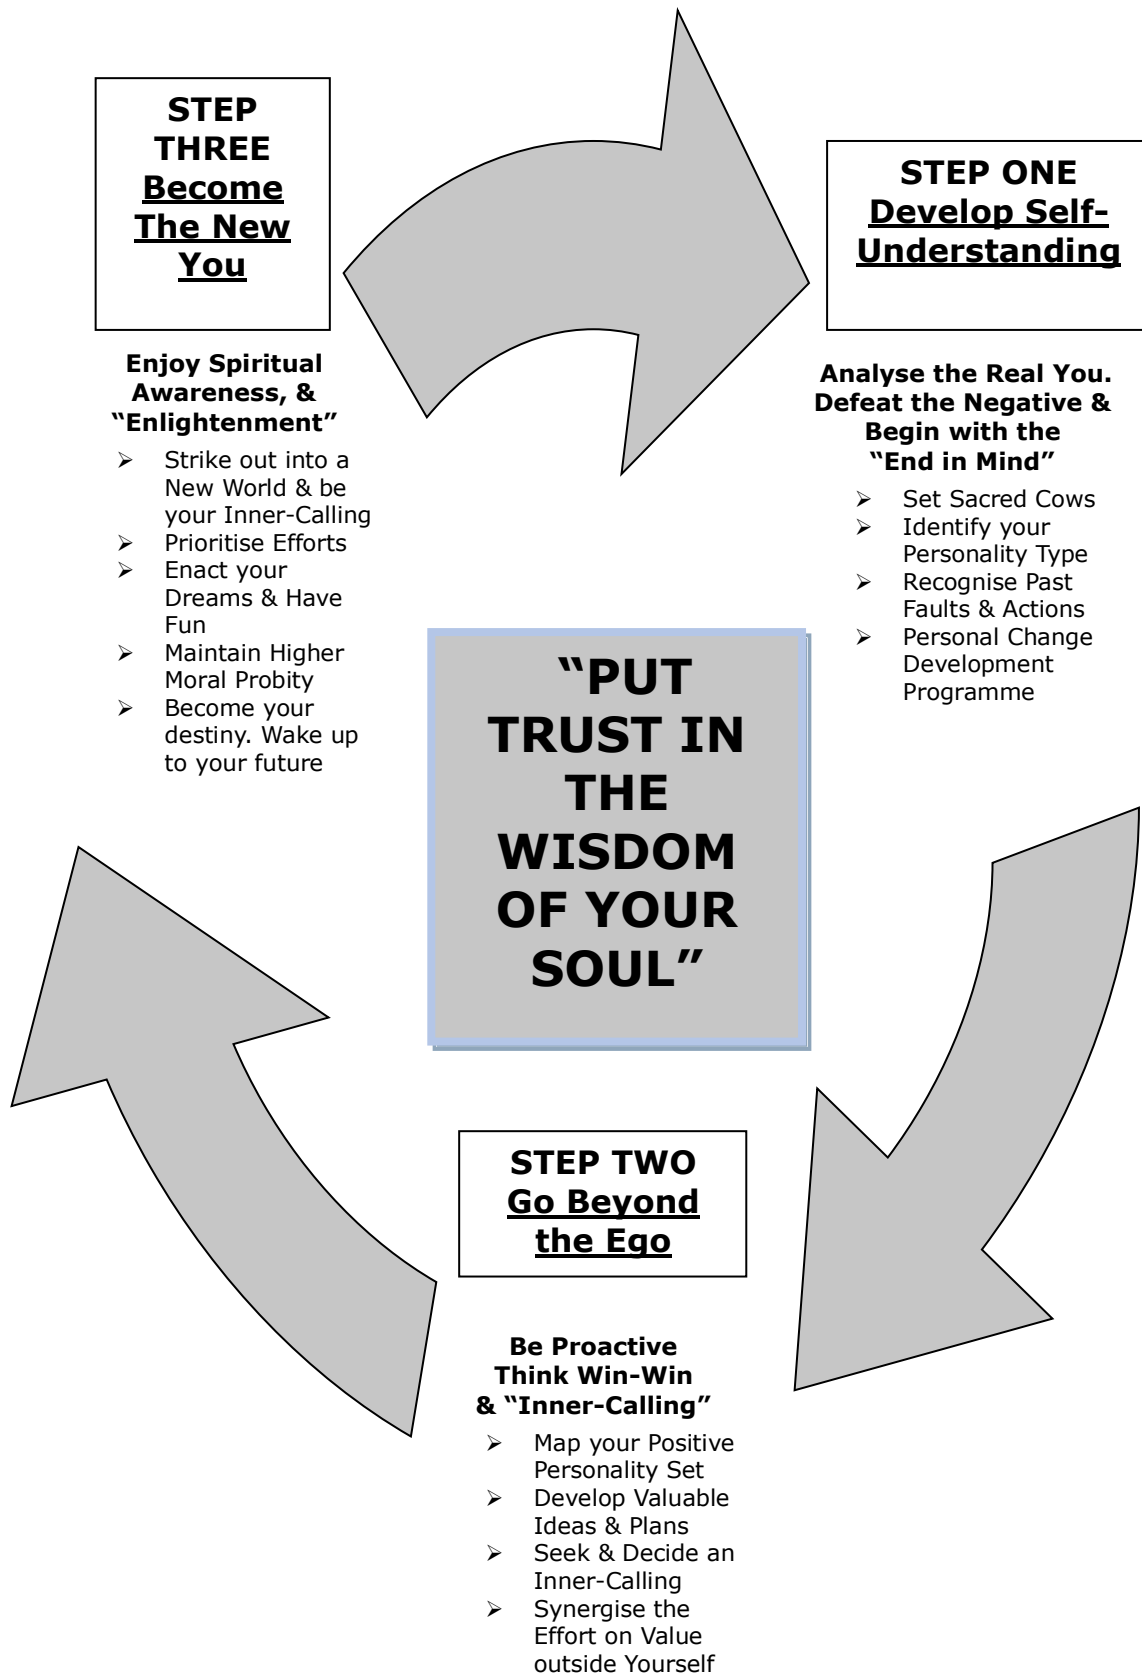 STEP
THREE
Become
The New
You
Enjoy Spiritual
Awareness, &
“Enlightenment”
➢ Strike out into a
New World & be
your Inner-Calling
➢ Prioritise Efforts
➢ Enact your
Dreams & Have
Fun
➢ Maintain Higher
Moral Probity
➢ Become your
destiny. Wake up
to your future
STEP ONE
Develop Self-
Understanding
Analyse the Real You.
Defeat the Negative &
Begin with the
“End in Mind”
➢ Set Sacred Cows
➢ Identify your
Personality Type
➢ Recognise Past
Faults & Actions
➢ Personal Change
Development
Programme
“PUT
TRUST IN
THE
WISDOM
OF YOUR
SOUL”
STEP TWO
Go Beyond
the Ego
Be Proactive
Think Win-Win
& “Inner-Calling”
➢ Map your Positive
Personality Set
➢ Develop Valuable
Ideas & Plans
➢ Seek & Decide an
Inner-Calling
➢ Synergise the
Effort on Value
outside Yourself